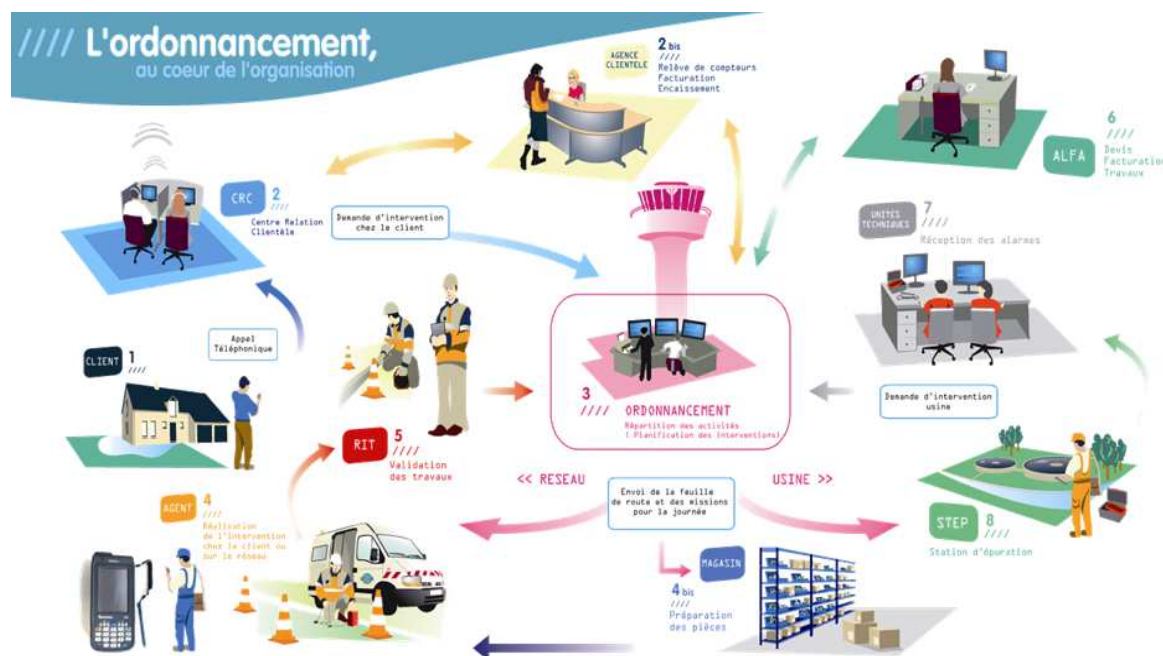 //// L'ordonnancement,
au coeur de l'organisation
AGENCE
CLIENTELE
2 bis
////
Relève de compteurs
Facturation
Encaissement
6
////
ALFA
Devis
Facturation
Travaux
CRC
2
////
Centre Relation
Clientèle
Demande d'intervention
chez le client
UNITÉS
TECHNIQUES
7
////
Réception des alarmes
Appel
Téléphonique
CLIENT
1
////
3
//// ORDONNANCEMENT
Répartition des activités
( Planification des interventions)
Demande d'intervention
usine
RIT
5
////
Validation
des travaux
<< RESEAU
USINE >>
Envoi de la feuille
de route et des missions
pour la journée
AGENT
4
////
Réalisation
de l'intervention
chez le client ou
sur le réseau
STEP
8
////
Station d'épuration
MAGASIN
4 bis
////
Préparation
des pièces